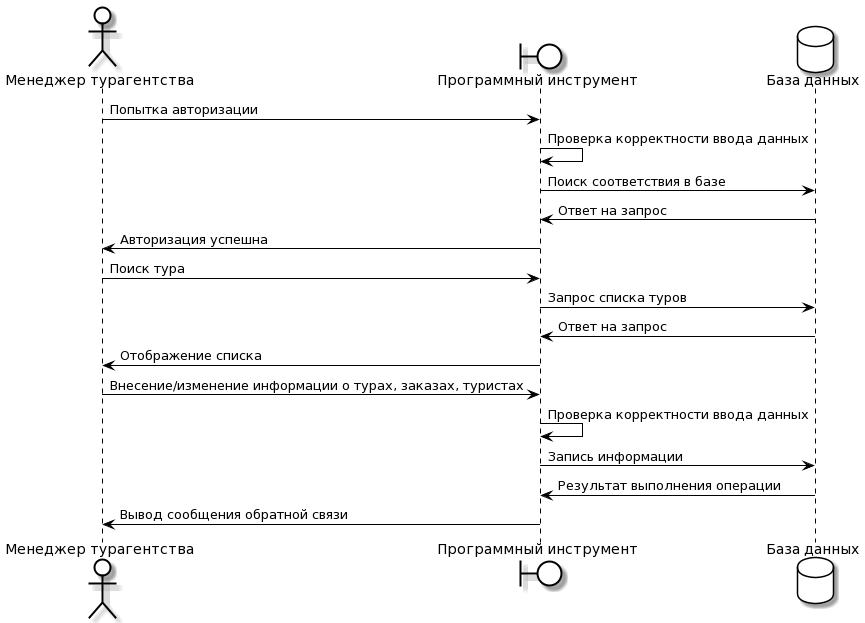 Менеджер турагентства
Программный инструмент
База данных
Попытка авторизации
Проверка корректности ввода данных
Поиск соответствия в базе
Ответ на запрос
Авторизация успешна
Поиск тура
Запрос списка туров
Ответ на запрос
Отображение списка
Внесение/изменение информации о турах, заказах, туристах
Проверка корректности ввода данных
Запись информации
Результат выполнения операции
Вывод сообщения обратной связи
Менеджер турагентства
Программный инструмент
База данных